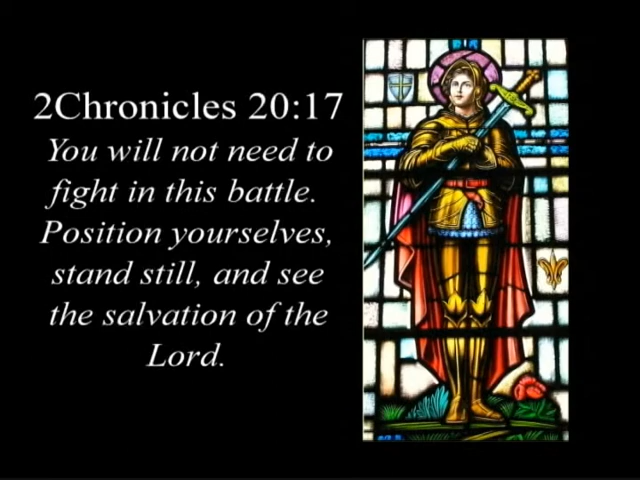 2Chronicles 20:17
You will not need to
fight in this battle.
Position yourselves,
stand still, and see
the salvation of the
Lord.